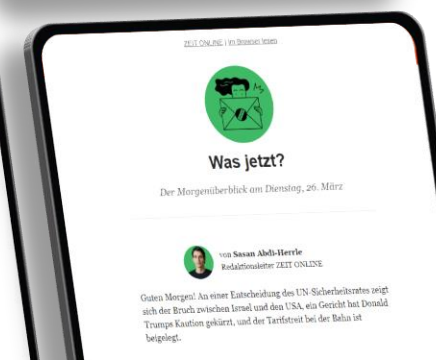 ZEIT ONLINE | Im Browser lesen
Was jetzt?
Der Morgenüberblick am Dienstag, 26. März
von Sasan Abdi-Herrle
Redaktionsleiter ZEIT ONLINE
Guten Morgen! An einer Entscheidung des UN-Sicherheitsrates zeigt
sich der Bruch zwischen Israel und den USA, ein Gericht hat Donald
Trumps Kaution gekürzt, und der Tarifstreit bei der Bahn ist
beigelegt.